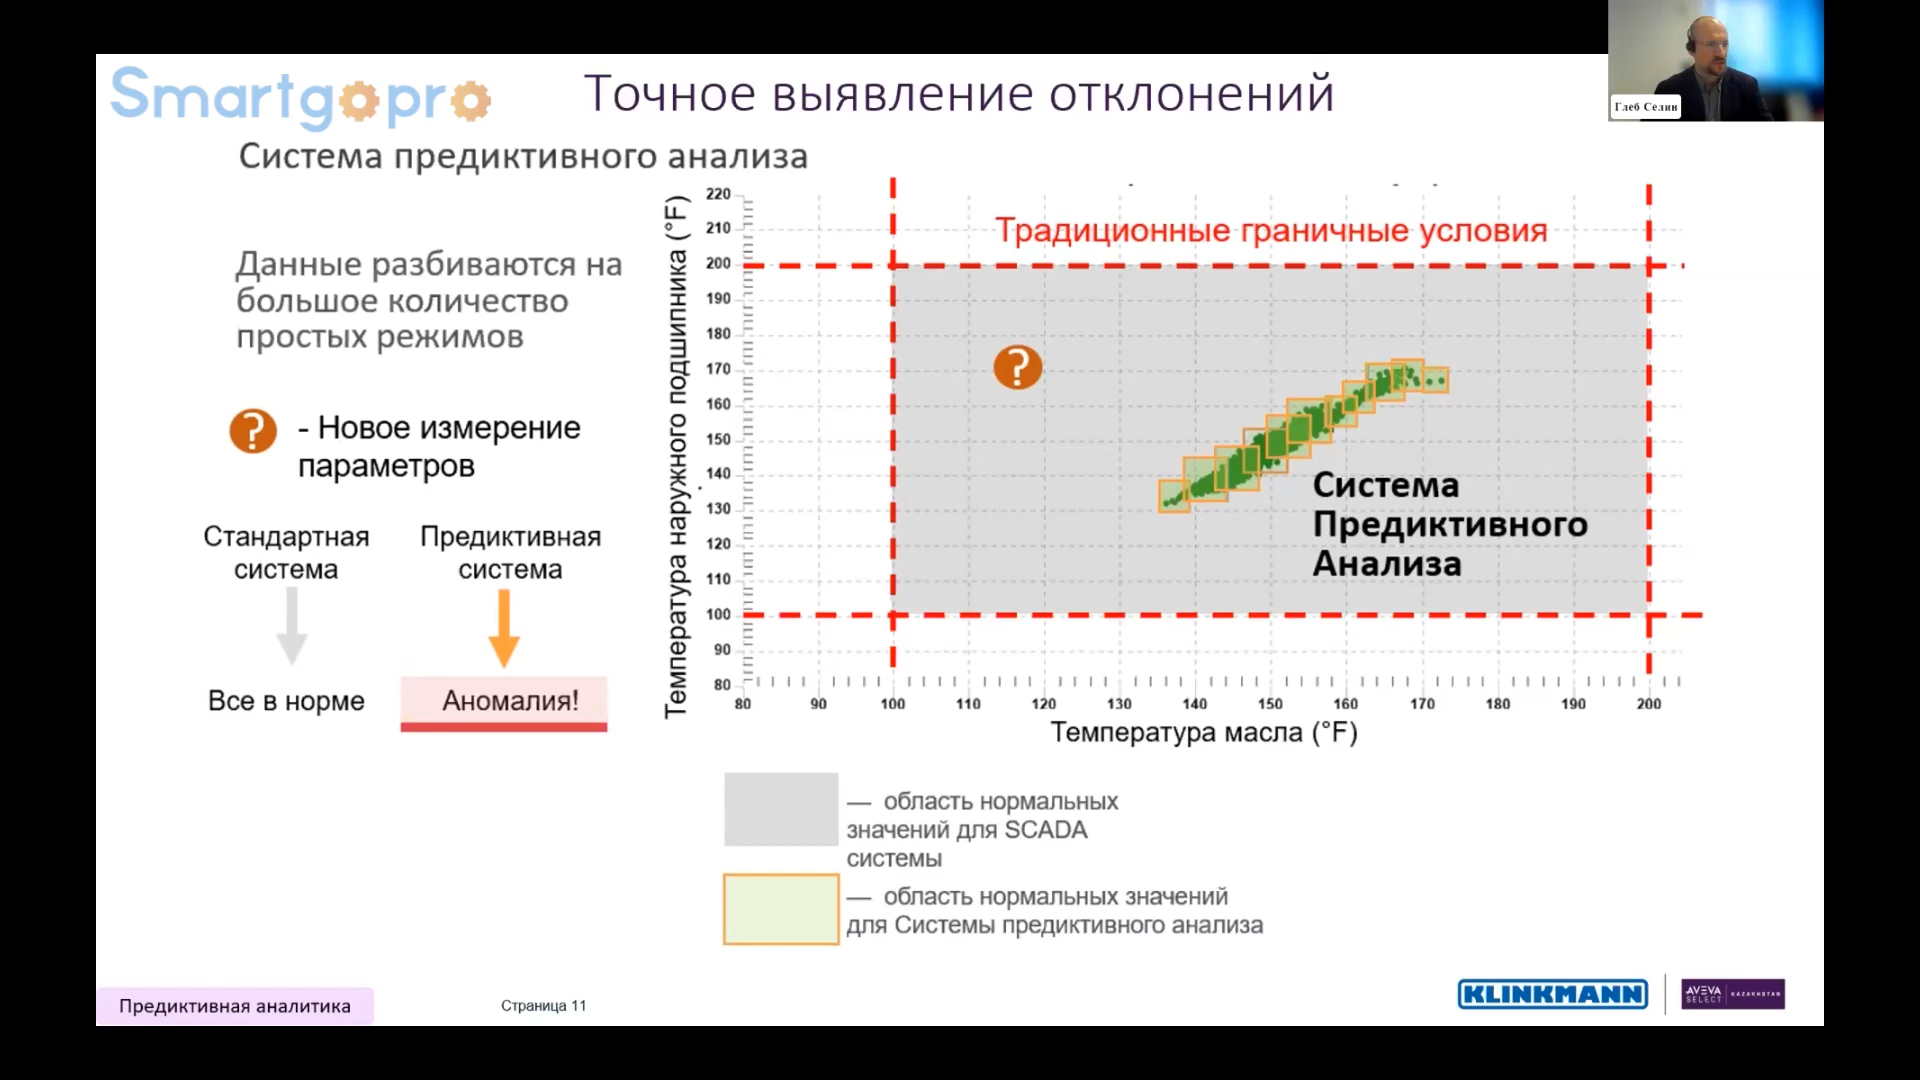 Smartgopro
Точное выявление отклонений
Глеб Селин
Система предиктивного анализа
Данные разбиваются на
большое количество
простых режимов
?
- Новое измерение
параметров
Стандартная
система
Предиктивная
система
Все в норме
Аномалия!
Температура наружного подшипника (°F)
220
210
200
190
180
170
160
150
140
130
120
110
100
90
80
Традиционные граничные условия
?
Система
Предиктивного
Анализа
80 90 100 110 120 130 140 150 160 170 180 190 200
Температура масла (°F)
— область нормальных
значений для SCADA
системы
— область нормальных значений
для Системы предиктивного анализа
Предиктивная аналитика
Страница 11
KLINKMANN
AVEVA
SELECT
KAZAKHSTAN